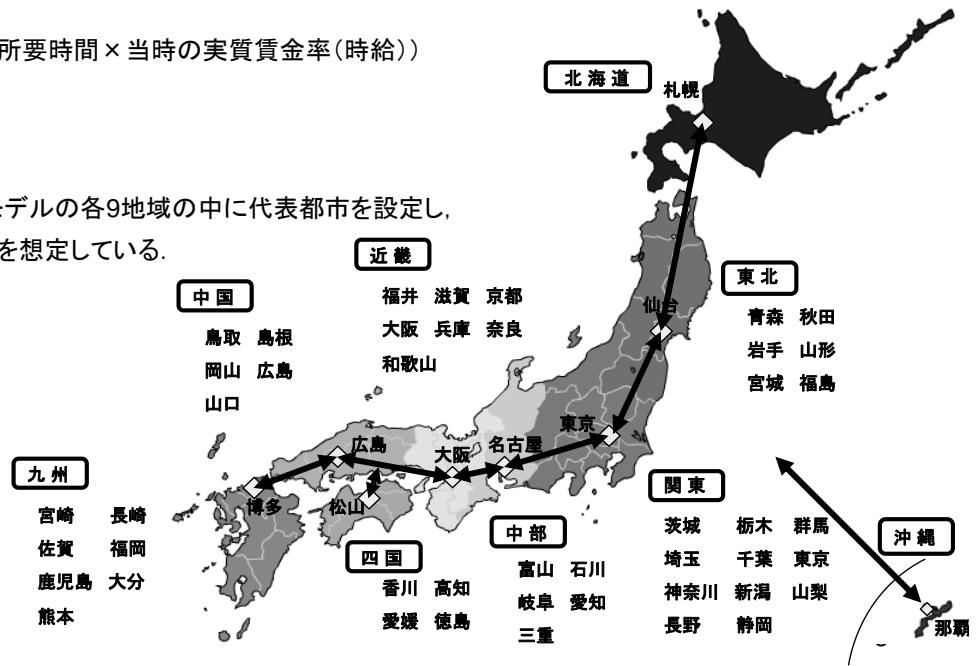 所要時間×当時の実質賃金率(時給))
モデルの各9地域の中に代表都市を設定し,
を想定している.
北海道
札幌
近畿
福井 滋賀 京都
大阪 兵庫 奈良
和歌山
中国
鳥取 島根
岡山 広島
山口
東北
青森 秋田
岩手 山形
宮城 福島
仙台
東京
名古屋
大阪
広島
松山
博多
九州
宮崎 長崎
佐賀 福岡
鹿児島 大分
熊本
四国
香川 高知
愛媛 徳島
中部
富山 石川
岐阜 愛知
三重
関東
茨城 栃木 群馬
埼玉 千葉 東京
神奈川 新潟 山梨
長野 静岡
沖縄
那覇